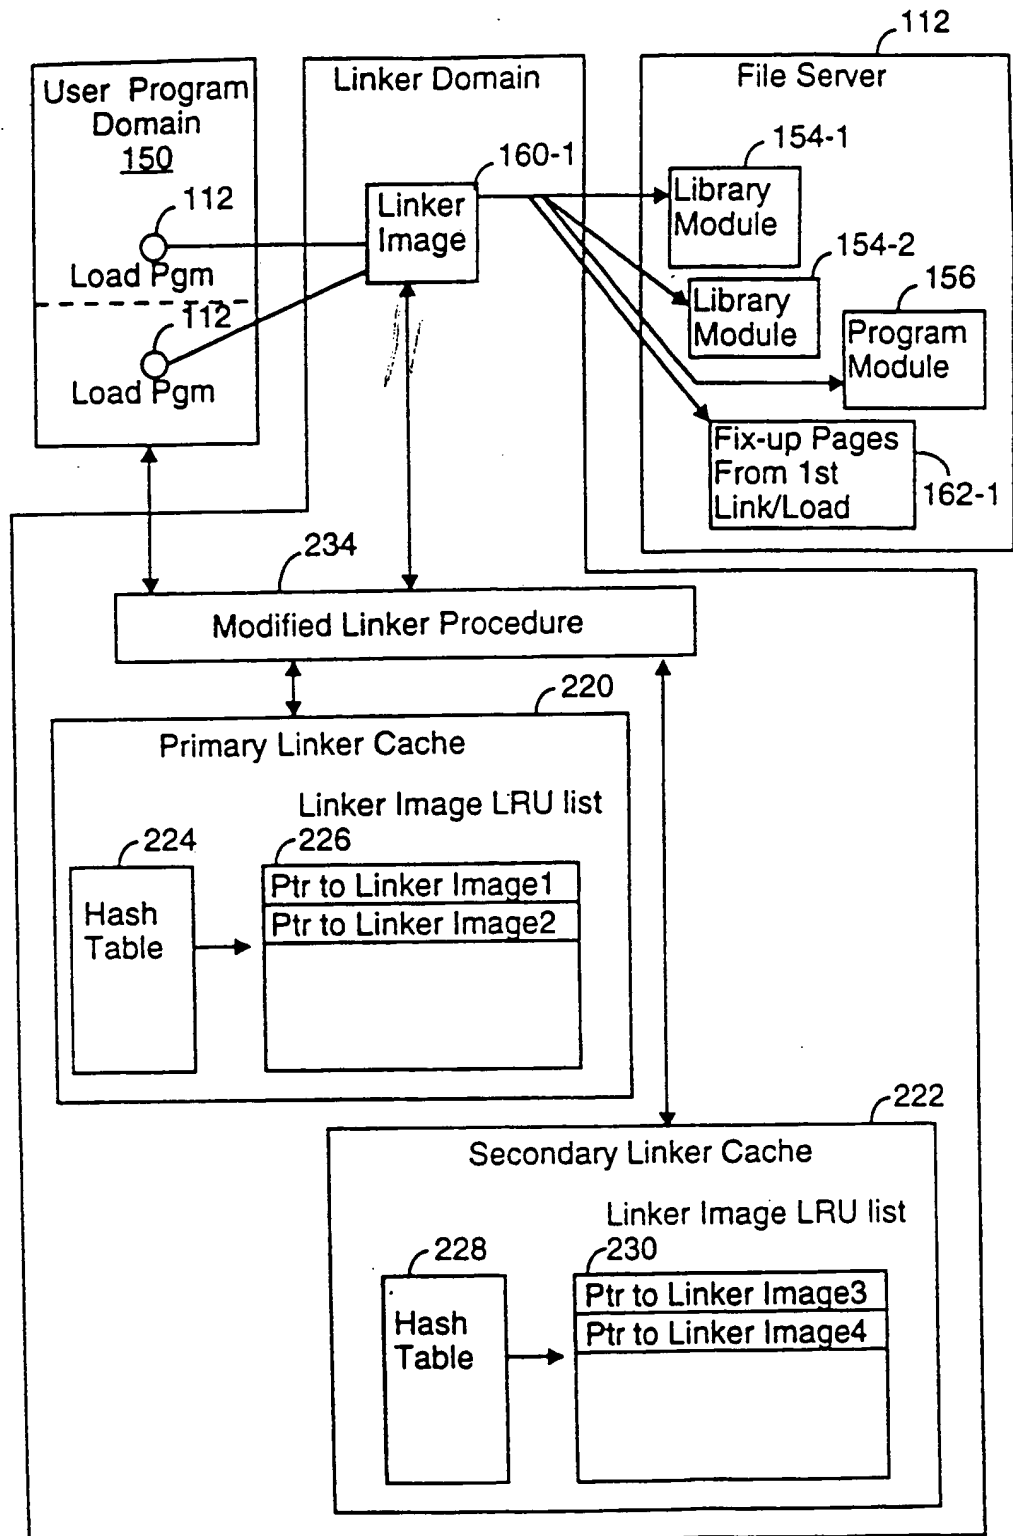 112
User Program
Domain
150
Linker Domain
File Server
160-1
154-1
Linker
Image
Library
Module
112
Load Pgm
154-2
Library
Module
156
Program
Module
112
Load Pgm
Fix-up Pages
From 1st
Link/Load
162-1
234
Modified Linker Procedure
220
Primary Linker Cache
Linker Image LRU list
224
226
Hash
Table
Ptr to Linker Image1
Ptr to Linker Image2
222
Secondary Linker Cache
Linker Image LRU list
228
230
Hash
Table
Ptr to Linker Image3
Ptr to Linker Image4